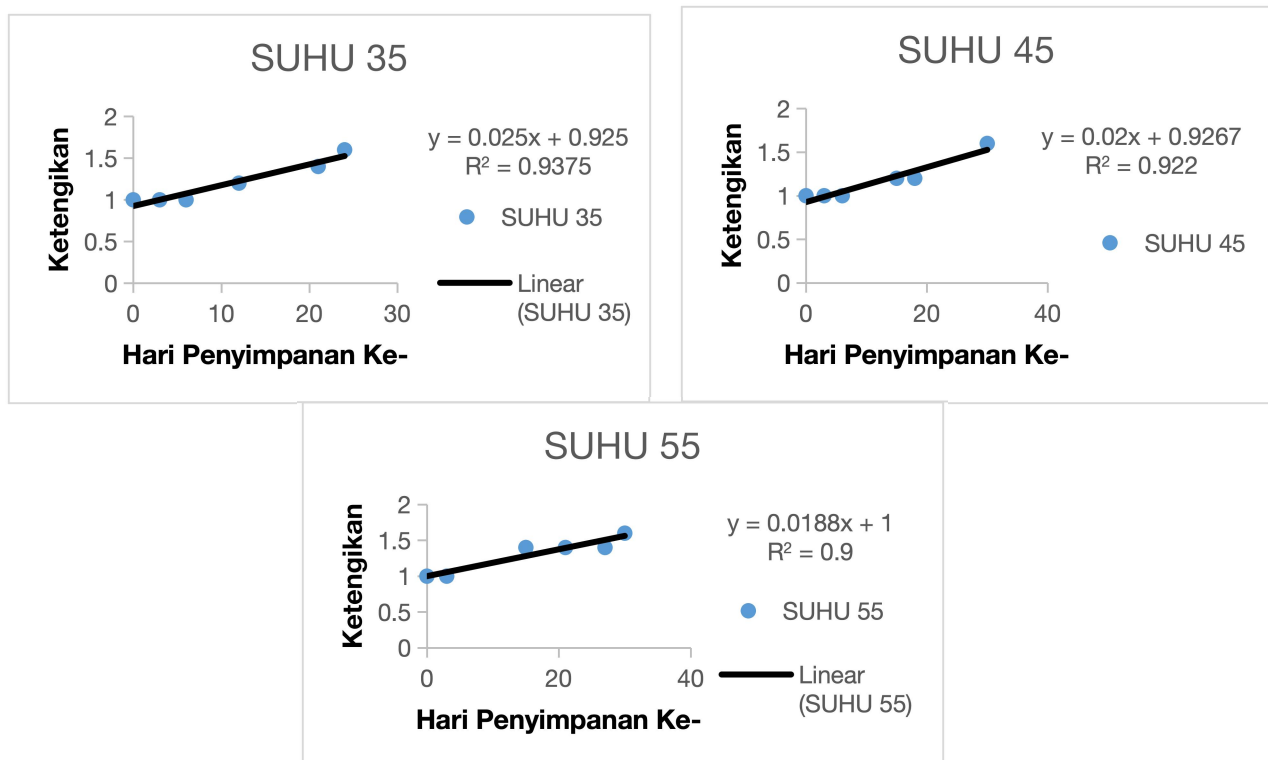 SUHU 35
Ketengikan
2
1.5
1
0.5
0
0 10 20 30
Hari Penyimpanan Ke-
y = 0.025x + 0.925
R² = 0.9375
SUHU 35
Linear
(SUHU 35)
SUHU 45
Ketengikan
2
1.5
1
0.5
0
0 20 40
Hari Penyimpanan Ke-
y = 0.02x + 0.9267
R² = 0.922
SUHU 45
SUHU 55
Ketengikan
2
1.5
1
0.5
0
0 20 40
Hari Penyimpanan Ke-
y = 0.0188x + 1
R² = 0.9
SUHU 55
Linear
(SUHU 55)